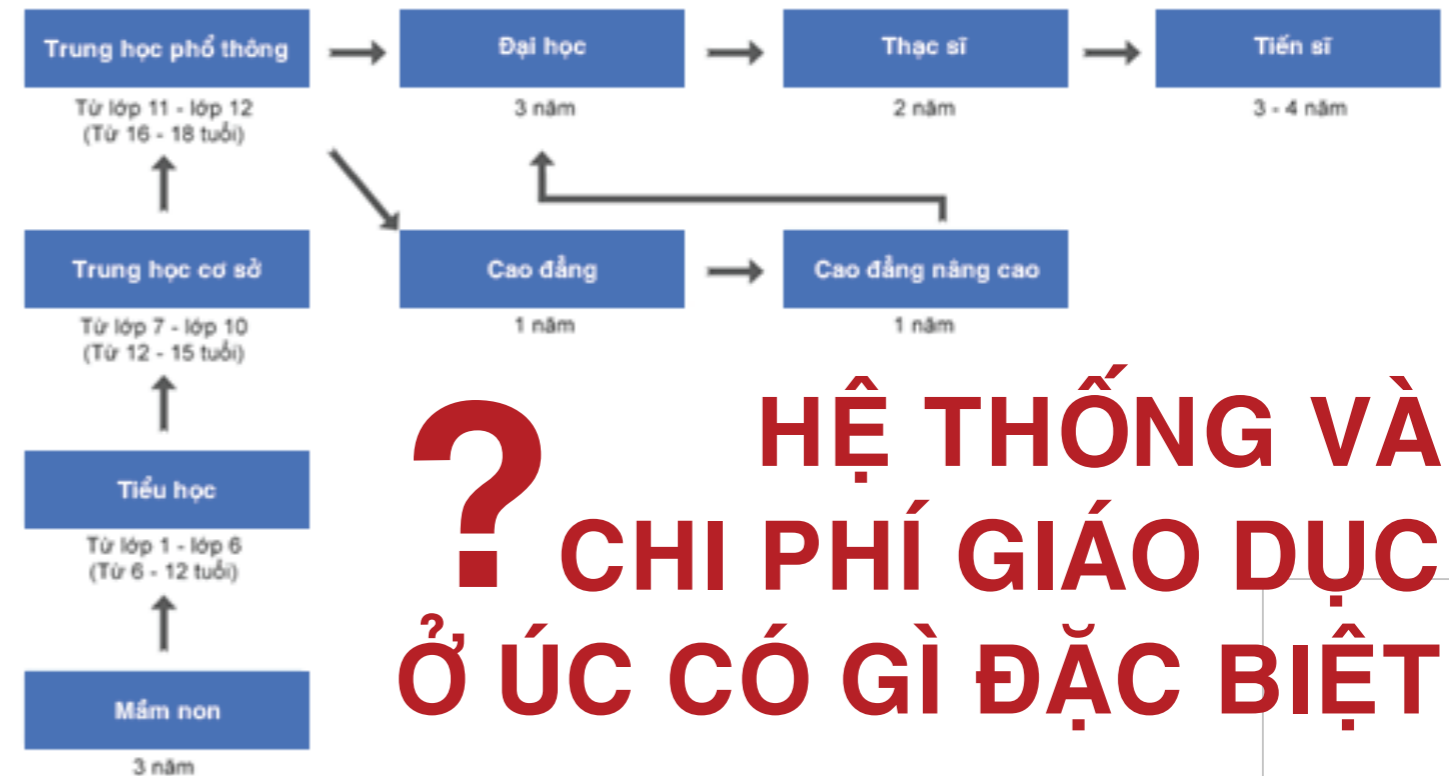 Trung học phổ thông
Đại học
Thạc sĩ
Tiến sĩ
Từ lớp 11 - lớp 12
(Từ 16 - 18 tuổi)
3 năm
2 năm
3 - 4 năm
Trung học cơ sở
Cao đẳng
Cao đẳng nâng cao
Từ lớp 7 - lớp 10
(Từ 12 - 15 tuổi)
1 năm
1 năm
Tiểu học
Từ lớp 1 - lớp 6
(Từ 6 - 12 tuổi)
Mầm non
3 năm
HỆ THỐNG VÀ
CHI PHÍ GIÁO DỤC
Ở ÚC CÓ GÌ ĐẶC BIỆT
?